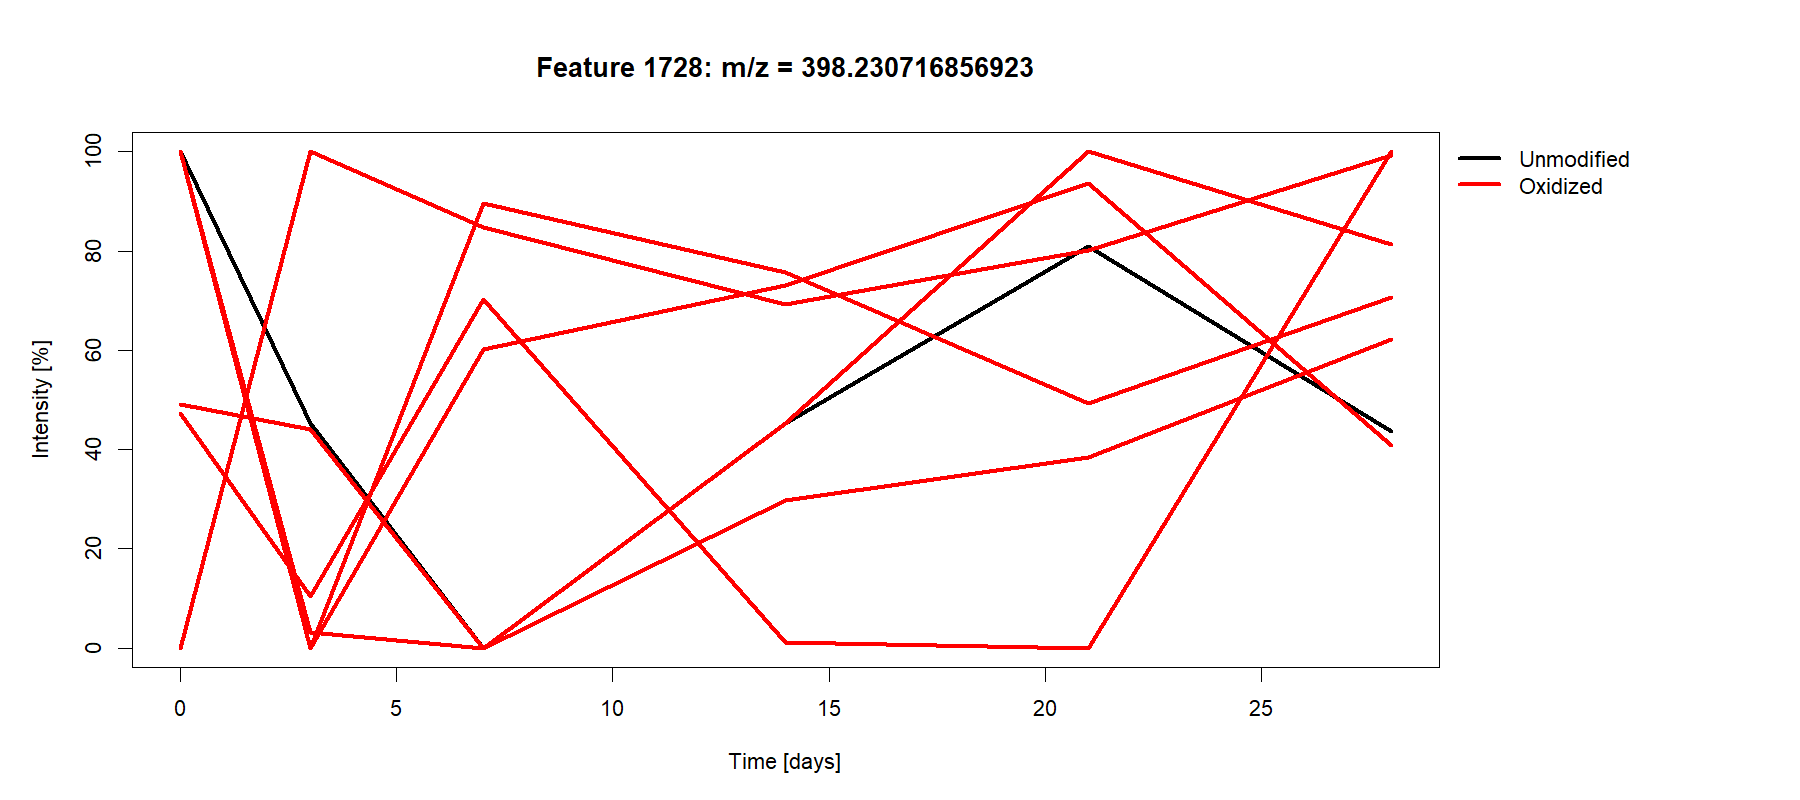 Feature 1728: m/z = 398.230716856923
Unmodified
Oxidized
Intensity [%]
100
80
60
40
20
0
0 5 10 15 20 25
Time [days]